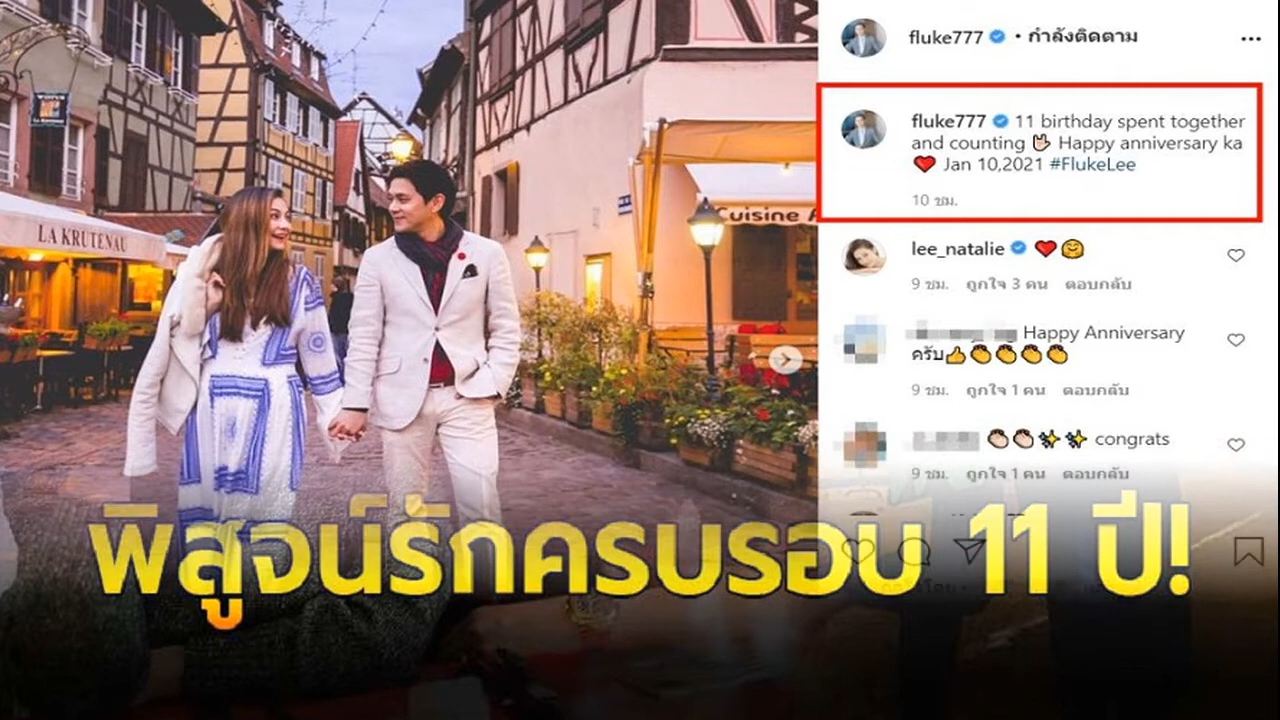 LA KRUTENAU
Cuisine A
fluke777 • กำลังติดตาม
fluke777 11 birthday spent together
and counting 🤟🏻 Happy anniversary ka
❤️ Jan 10,2021 #FlukeLee
10 ชม.
lee_natalie ❤️🤗
9 ชม. ถูกใจ 3 คน ตอบกลับ
Happy Anniversary
ครับ👍👏👏👏👏
9 ชม. ถูกใจ 1 คน ตอบกลับ
👏🏻👏🏻✨✨ congrats
9 ชม. ถูกใจ 1 คน ตอบกลับ
พิสูจน์รักครบรอบ 11 ปี!